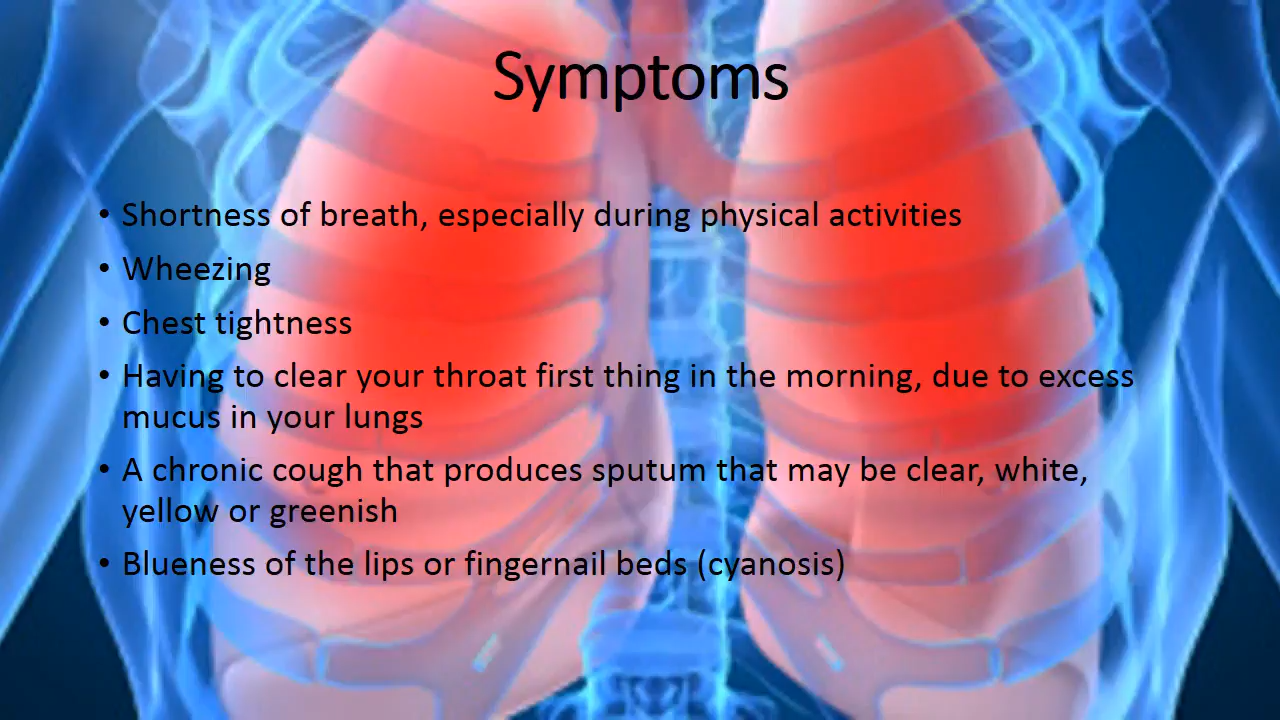 Symptoms
• Shortness of breath, especially during physical activities
• Wheezing
• Chest tightness
• Having to clear your throat first thing in the morning, due to excess
mucus in your lungs
• A chronic cough that produces sputum that may be clear, white,
yellow or greenish
• Blueness of the lips or fingernail beds (cyanosis)